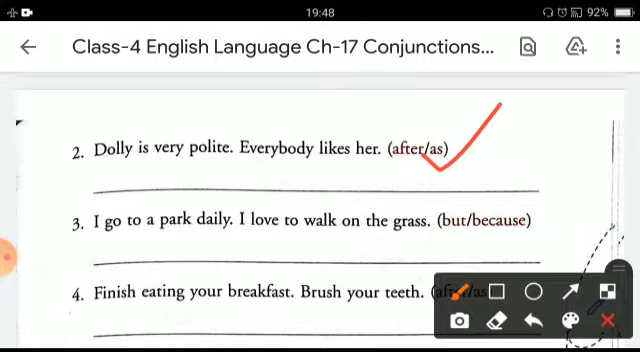 19:48
92%
Class-4 English Language Ch-17 Conjunctions...
2. Dolly is very polite. Everybody likes her. (after/as)
3. I go to a park daily. I love to walk on the grass. (but/because)
4. Finish eating your breakfast. Brush your teeth. (after/as